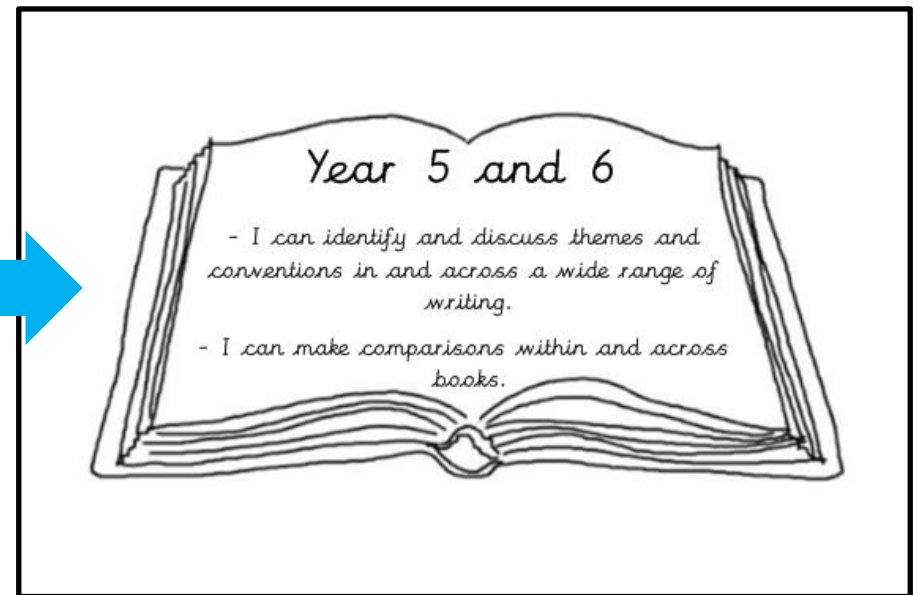 Year 5 and 6
- I can identify and discuss themes and
conventions in and across a wide range of
writing.
- I can make comparisons within and across
books.